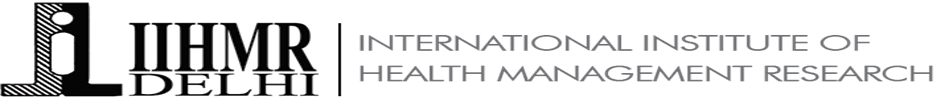 IIHMR
DELHI
INTERNATIONAL INSTITUTE OF
HEALTH MANAGEMENT RESEARCH